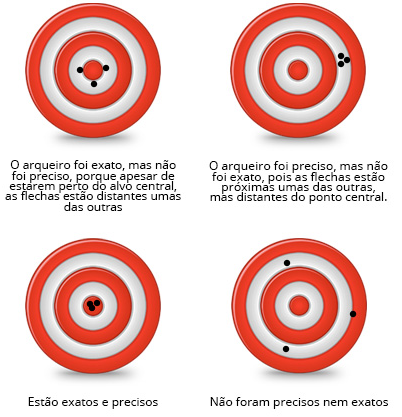 O arqueiro foi exato, mas não
foi preciso, porque apesar de
estarem perto do alvo central,
as flechas estão distantes umas
das outras
O arqueiro foi preciso, mas não
foi exato, pois as flechas estão
próximas umas das outras,
mas distantes do ponto central.
Estão exatos e precisos
Não foram precisos nem exatos